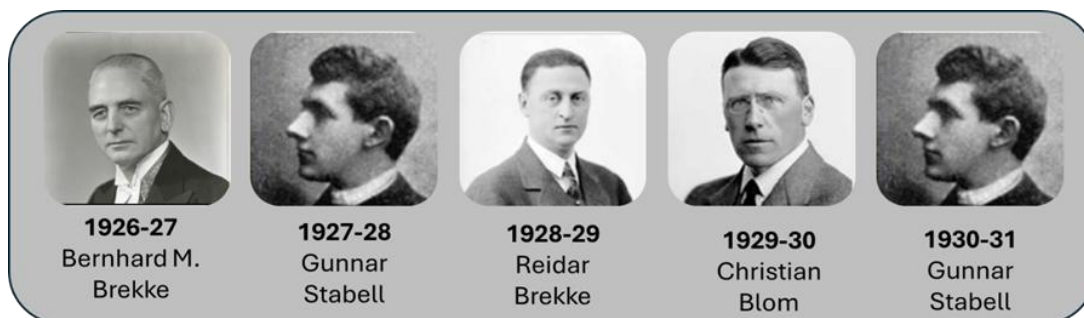 1926-27
Bernhard M.
Brekke
1927-28
Gunnar
Stabell
1928-29
Reidar
Brekke
1929-30
Christian
Blom
1930-31
Gunnar
Stabell